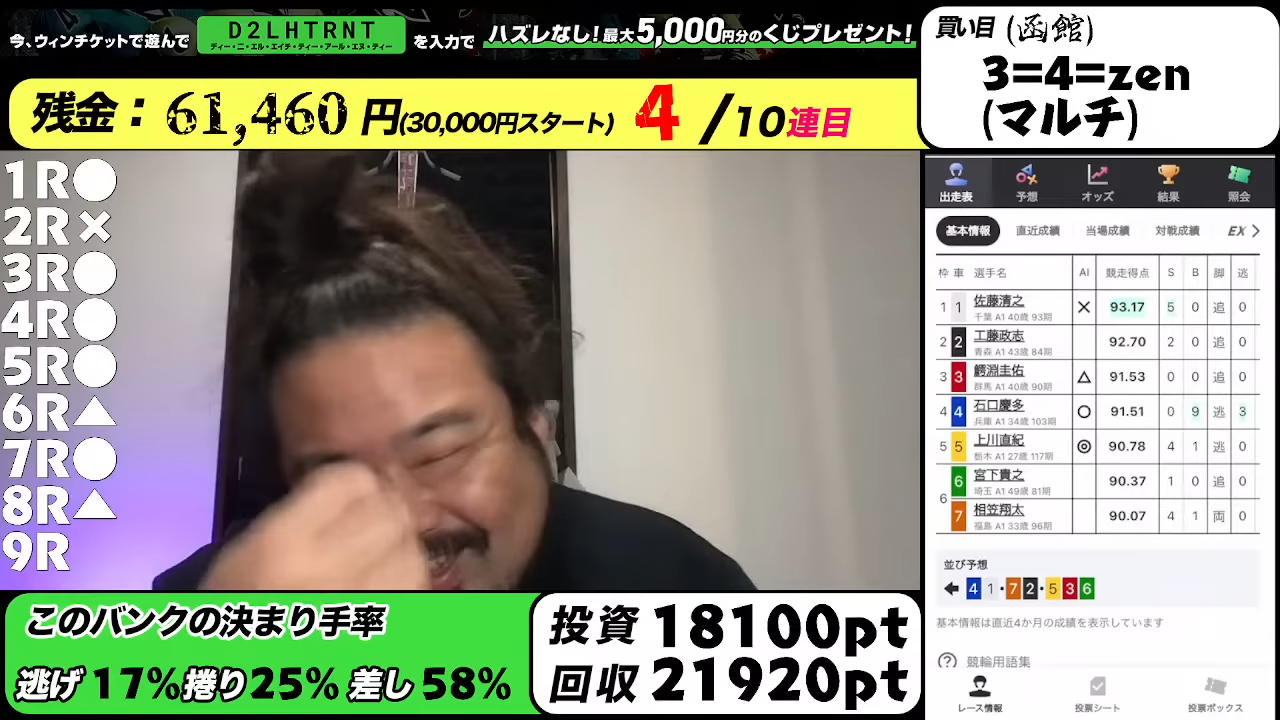 今、ウィンチケットで遊んで D2LHTRNT を入力で ハズレなし!最大5,000円分のくじプレゼント!
ディー・ニ・エル・エイチ・ティー・アール・エヌ・ティー
残金：61,460円(30,000円スタート) 4/10連目
買い目(函館)
3=4=zen
(マルチ)
1R●
2R×
3R●
4R●
5R●
6R▲
7R●
8R▲
9R
出走表 予想 オッズ 結果 照会
基本情報 直近成績 当場成績 対戦成績 EX
枠 車 選手名 AI 競走得点 S B 脚 逃
1 1 佐藤清之 × 93.17 5 0 追 0
千葉 A1 40歳 93期
2 2 工藤政志 92.70 2 0 追 0
青森 A1 43歳 84期
3 3 鰐淵圭佑 △ 91.53 0 0 追 0
群馬 A1 40歳 90期
4 4 石口慶多 ○ 91.51 0 9 逃 3
兵庫 A1 34歳 103期
5 5 上川直紀 ◎ 90.78 4 1 逃 0
栃木 A1 27歳 117期
6 6 宮下貴之 90.37 1 0 追 0
埼玉 A1 49歳 81期
7 相笠翔太 90.07 4 1 両 0
福島 A1 33歳 96期
並び予想
4 1・7 2・5 3 6
基本情報は直近4か月の成績を表示しています
? 競輪用語集
レース情報 投票シート 投票ボックス
このバンクの決まり手率
逃げ 17% 捲り25% 差し 58%
投資 18100pt
回収 21920pt